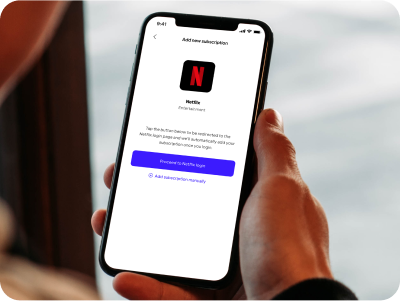 9:41
Add new subscription
N
Netflix
Entertainment
Tap the button below to be redirected to the
Netflix login page and we'll automatically add your
subscription once you login.
Proceed to Netflix login
Add subscription manually